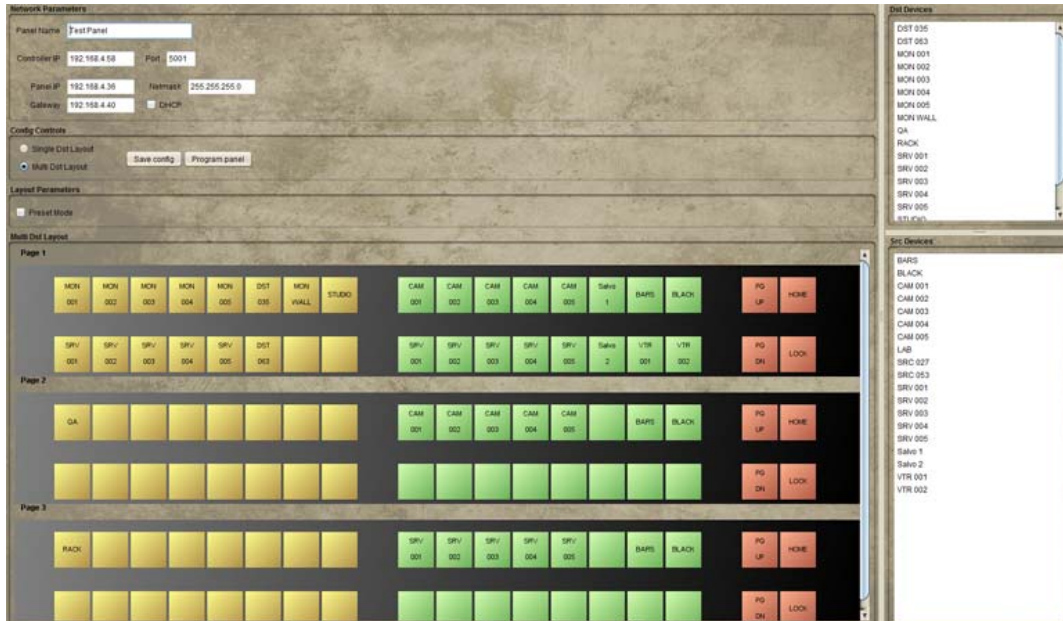 Network Parameters
Panel Name Test Panel
Controller IP 192.168.4.58 Port 5001
Panel IP 192.168.4.36 Netmask 255.255.255.0
Gateway 192.168.4.40 DHCP
Config Controls
Single Dst Layout
Multi Dst Layout
Save config Program panel
Layout Parameters
Preset Mode
Multi Dst Layout
Page 1
MON 001 MON 002 MON 003 MON 004 MON 005 DST 035 MON WALL STUDIO CAM 001 CAM 002 CAM 003 CAM 004 CAM 005 Salvo 1 BARS BLACK PG UP HOME
SRV 001 SRV 002 SRV 003 SRV 004 SRV 005 DST 063 SRV 001 SRV 002 SRV 003 SRV 004 SRV 005 Salvo 2 VTR 001 VTR 002 PG DN LOCK
Page 2
QA CAM 001 CAM 002 CAM 003 CAM 004 CAM 005 BARS BLACK PG UP HOME
PG DN LOCK
Page 3
RACK SRV 001 SRV 002 SRV 003 SRV 004 SRV 005 BARS BLACK PG UP HOME
PG DN LOCK
Dst Devices
DST 035
DST 063
MON 001
MON 002
MON 003
MON 004
MON 005
MON WALL
QA
RACK
SRV 001
SRV 002
SRV 003
SRV 004
SRV 005
STUDIO
Src Devices
BARS
BLACK
CAM 001
CAM 002
CAM 003
CAM 004
CAM 005
LAB
SRC 027
SRC 053
SRV 001
SRV 002
SRV 003
SRV 004
SRV 005
Salvo 1
Salvo 2
VTR 001
VTR 002